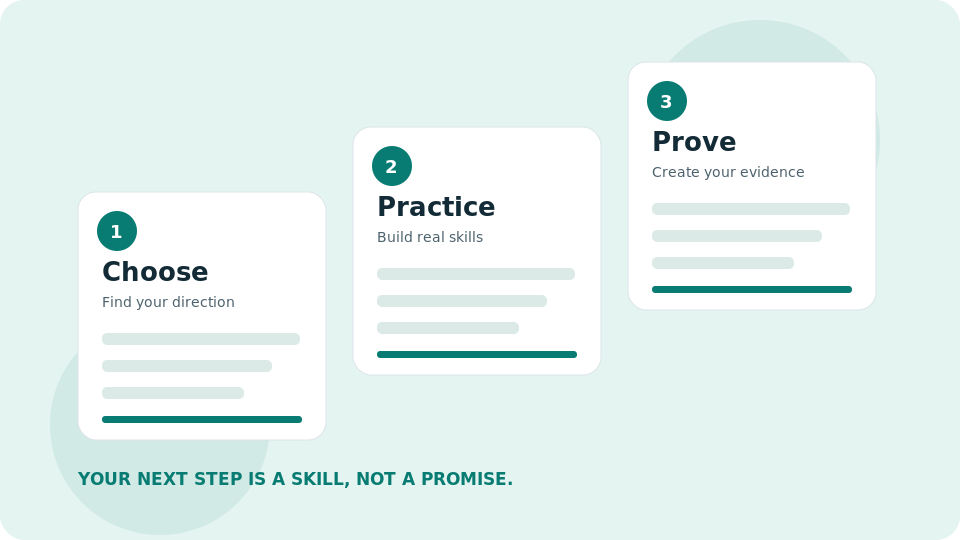 1
Choose
Find your direction
2
Practice
Build real skills
3
Prove
Create your evidence
YOUR NEXT STEP IS A SKILL, NOT A PROMISE.